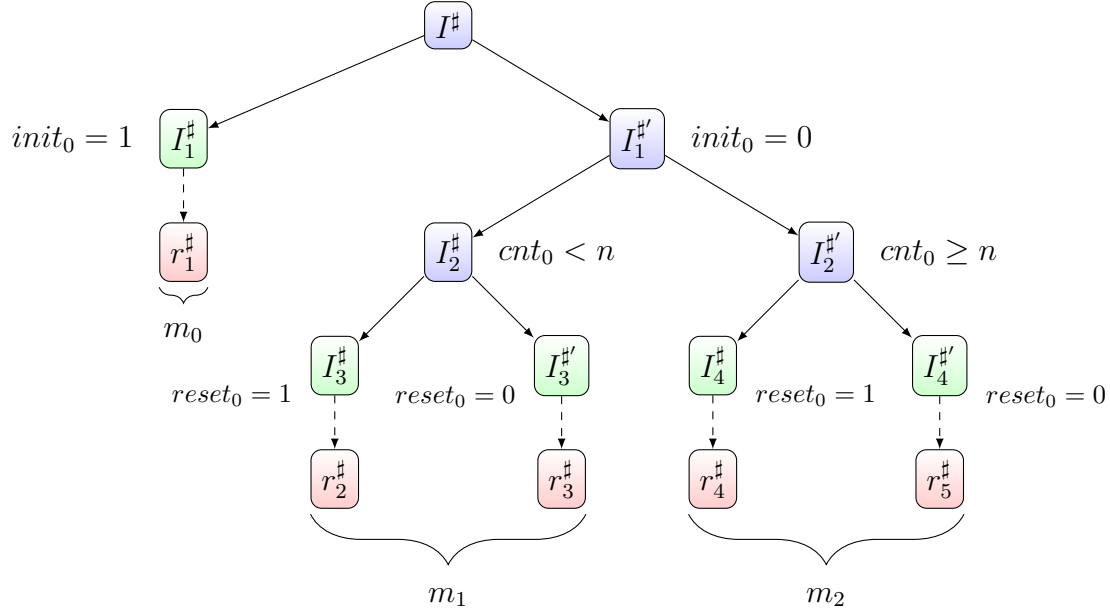 I♯
init₀ = 1 I₁♯ I₁♯′ init₀ = 0
r₁♯ I₂♯ cnt₀ < n I₂♯′ cnt₀ ≥ n
m₀
I₃♯ I₃♯′ I₄♯ I₄♯′
reset₀ = 1 reset₀ = 0 reset₀ = 1 reset₀ = 0
r₂♯ r₃♯ r₄♯ r₅♯
m₁ m₂